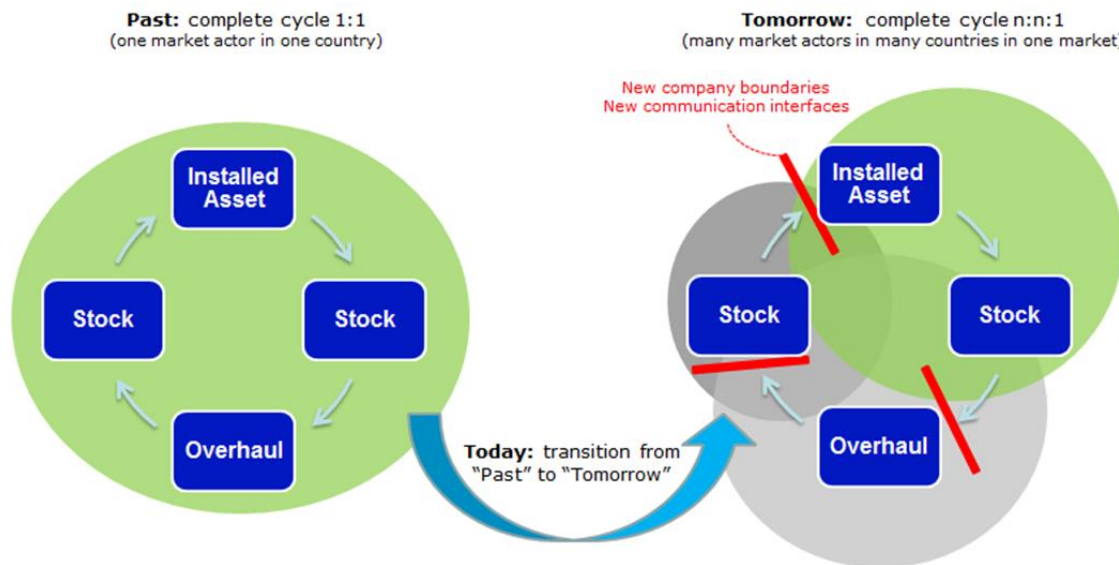 Past: complete cycle 1:1
(one market actor in one country)
Tomorrow: complete cycle n:n:1
(many market actors in many countries in one market)
New company boundaries
New communication interfaces
Installed
Asset
Stock
Stock
Overhaul
Installed
Asset
Stock
Stock
Overhaul
Today: transition from
“Past” to “Tomorrow”